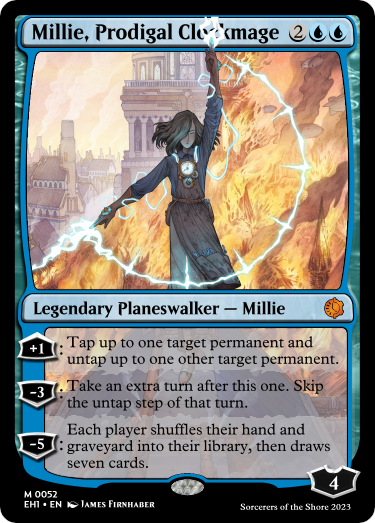 Millie, Prodigal Clockmage 2
Legendary Planeswalker — Millie
+1: Tap up to one target permanent and
untap up to one other target permanent.
-3: Take an extra turn after this one. Skip
the untap step of that turn.
-5: Each player shuffles their hand and
graveyard into their library, then draws
seven cards.
4
M 0052
EH1 • EN James Firnhaber
Sorcerers of the Shore 2023